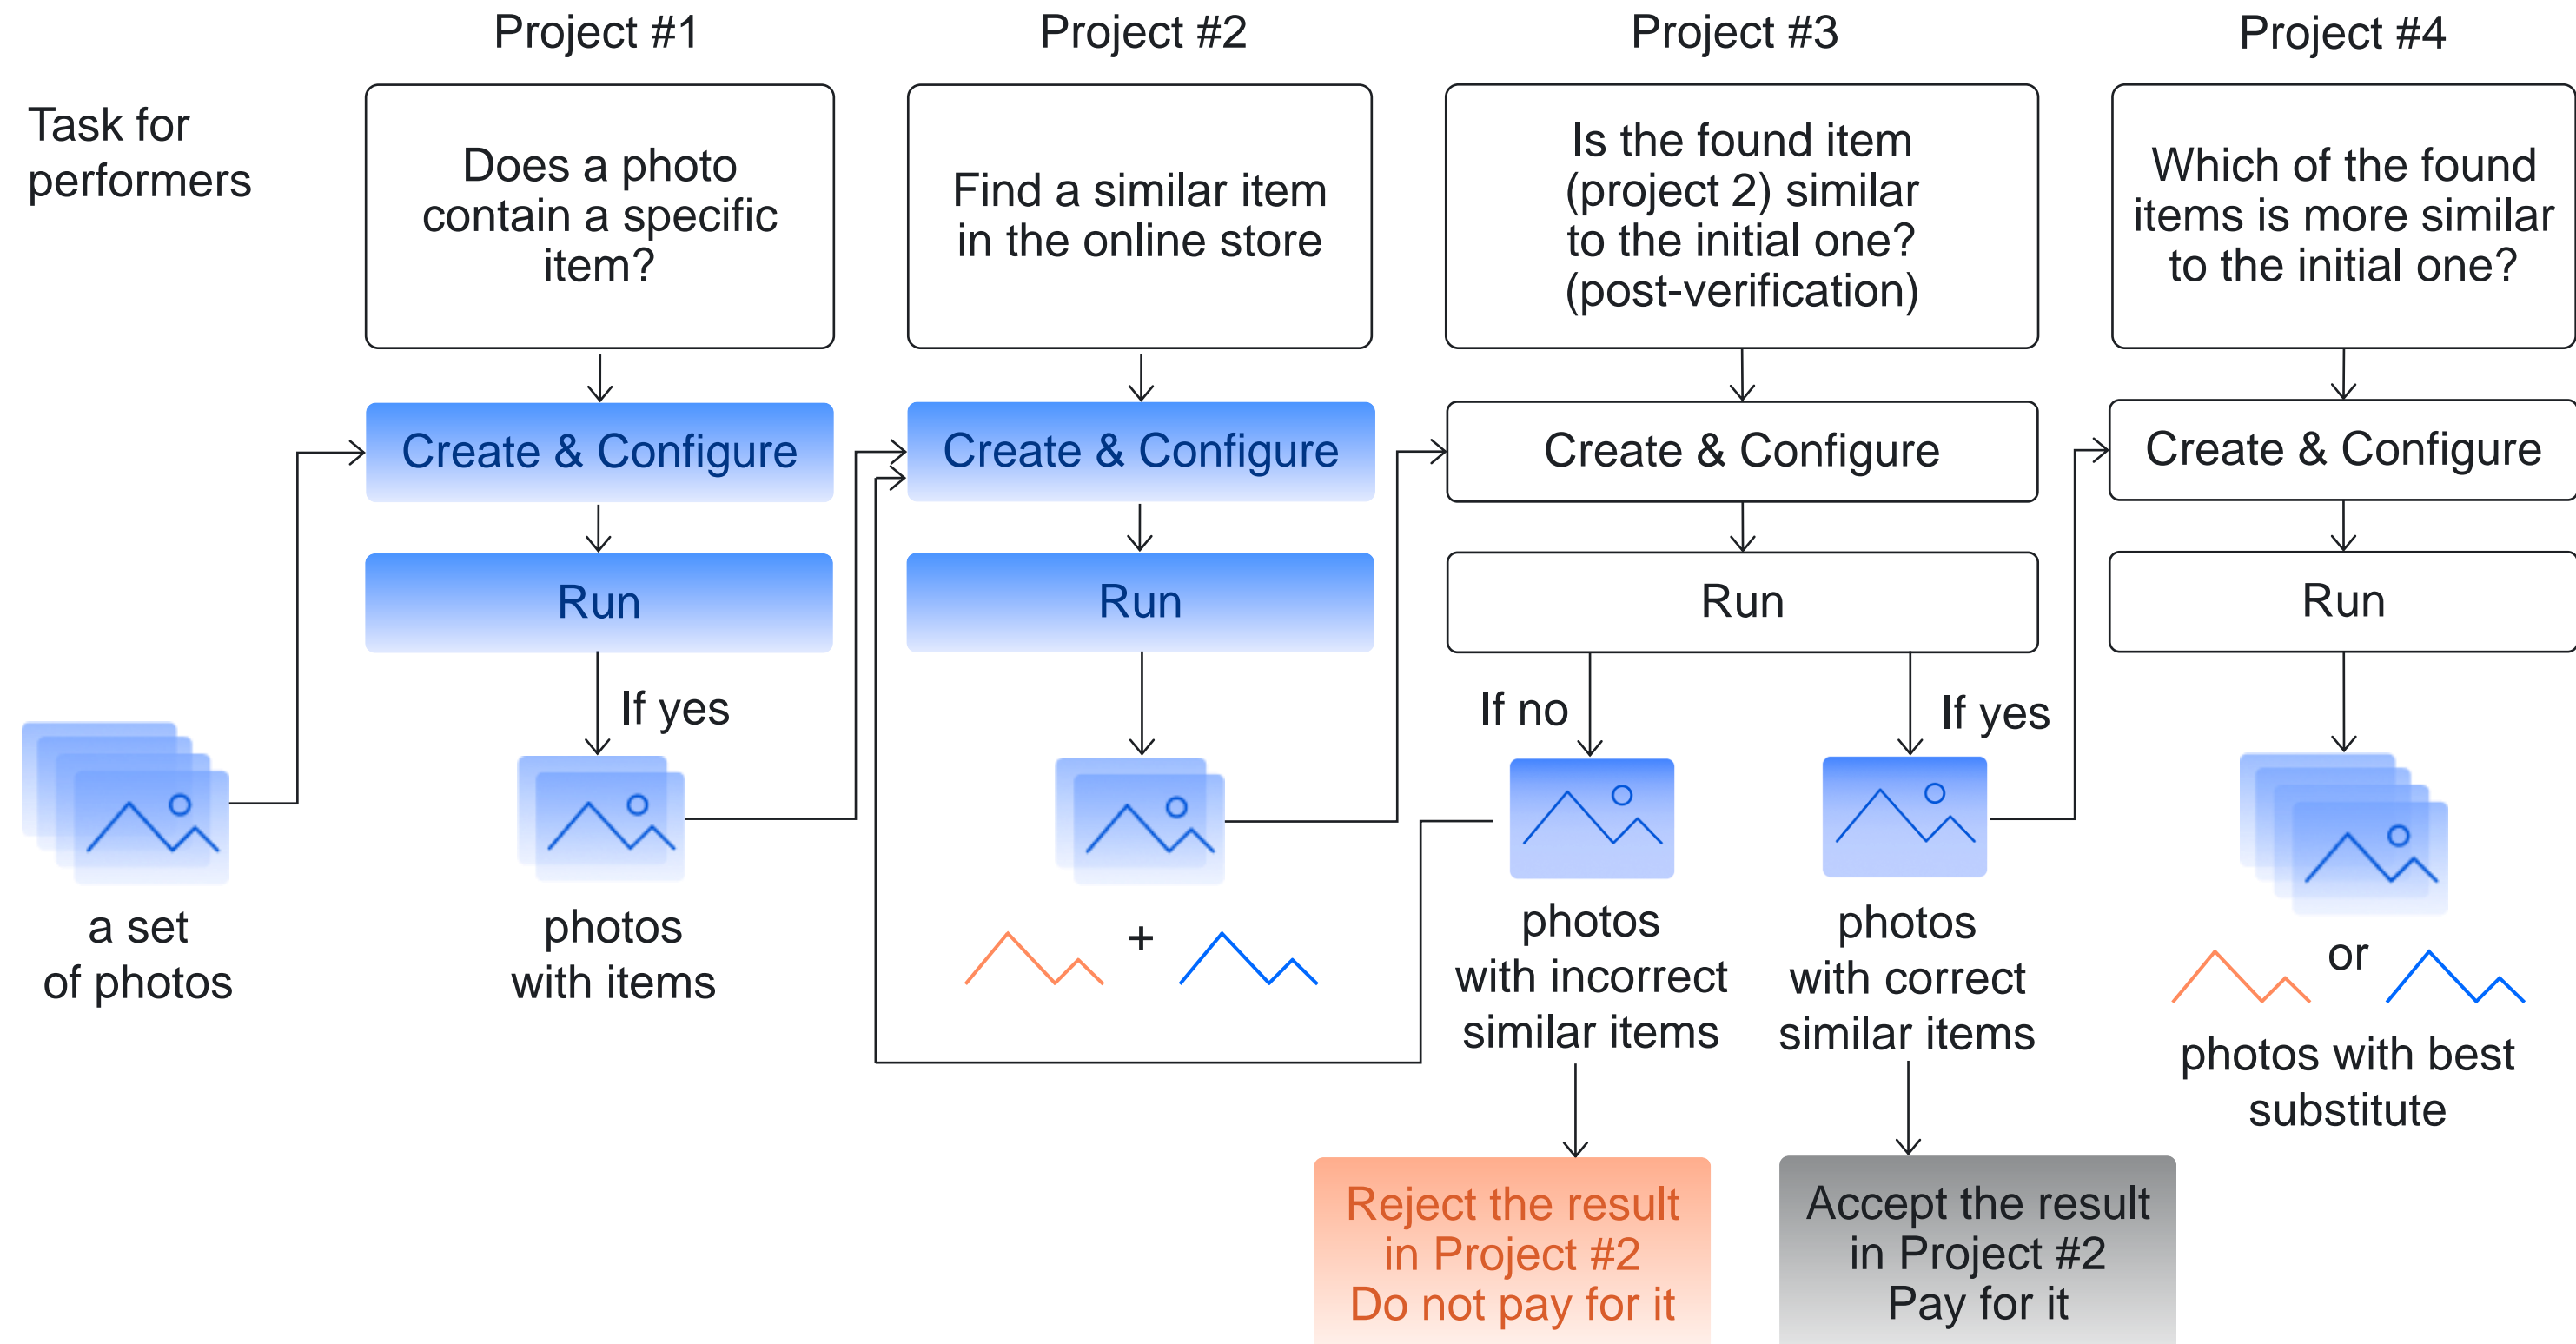 Project #1
Project #2
Project #3
Project #4
Task for
performers
Does a photo
contain a specific
item?
Find a similar item
in the online store
Is the found item
(project 2) similar
to the initial one?
(post-verification)
Which of the found
items is more similar
to the initial one?
Create & Configure
Create & Configure
Create & Configure
Create & Configure
Run
Run
Run
Run
If yes
If no
If yes
a set
of photos
photos
with items
+
photos
with incorrect
similar items
photos
with correct
similar items
or
photos with best
substitute
Reject the result
in Project #2
Do not pay for it
Accept the result
in Project #2
Pay for it